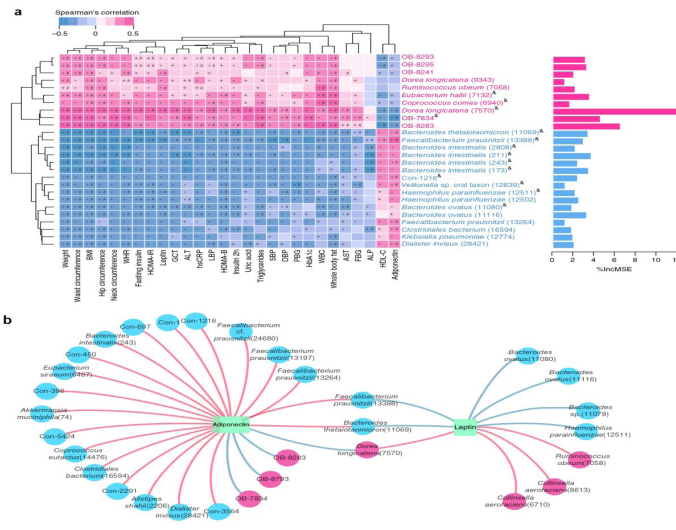 a
Spearman's correlation
-0.5 0 0.5
OB-8293
OB-8295
OB-8241
Dorea longicatena (9343)
Ruminococcus obeum (7058)
Eubacterium hallii (7132)&
Coprococcus comes (6940)&
Dorea longicatena (7570)&
OB-7834&
OB-8283
Bacteroides thetaiotaomicron (11069)&
Faecalibacterium prausnitzii (13388)&
Bacteroides intestinalis (2808)&
Bacteroides intestinalis (211)&
Bacteroides intestinalis (243)&
Bacteroides intestinalis (173)&
Con-1216&
Veillonella sp. oral taxon (12639)&
Haemophilus parainfluenzae (12511)&
Haemophilus parainfluenzae (12502)
Bacteroides ovatus (11080)&
Bacteroides ovatus (11116)
Faecalibacterium prausnitzii (13264)
Clostridiales bacterium (16594)
Klebsiella pneumoniae (12774)
Dialister invisus (28421)
Weight
Waist circumference
BMI
Hip circumference
Neck circumference
WHR
Fasting insulin
HOMA-IR
Leptin
GCT
ALT
hsCRP
LBP
HOMA-B
Insulin 2h
Uric acid
Triglycerides
SBP
DBP
PBG
HbA1c
WBC
Whole body fat
AST
FBG
ALP
HDL-C
Adiponectin
0 2 4 6 8 10 12
%IncMSE
b
Con-697
Con-1
Con-1216
Bacteroides
intestinalis(243)
Con-450
Eubacterium
siraeum(8467)
Con-356
Akkermansia
muciniphila(74)
Con-5424
Coprococcus
eutactus(14476)
Clostridiales
bacterium(16594)
Con-2291
Alistipes
shahii(2206)
Dialister
invisus(28421)
Con-3564
Faecalibacterium
cf.
prausnitzii(24680)
Faecalibacterium
prausnitzii(13197)
Faecalibacterium
prausnitzii(13264)
Faecalibacterium
prausnitzii(13388)
Bacteroides
thetaiotaomicron(11069)
Dorea
longicatena(7570)
OB-8283
OB-8793
OB-7834
Adiponectin
Leptin
Bacteroides
ovatus(11080)
Bacteroides
ovatus(11116)
Bacteroides
sp.(11079)
Haemophilus
parainfluenzae(12511)
Ruminococcus
obeum(7058)
Collinsella
aerofaciens(8613)
Collinsella
aerofaciens(6710)